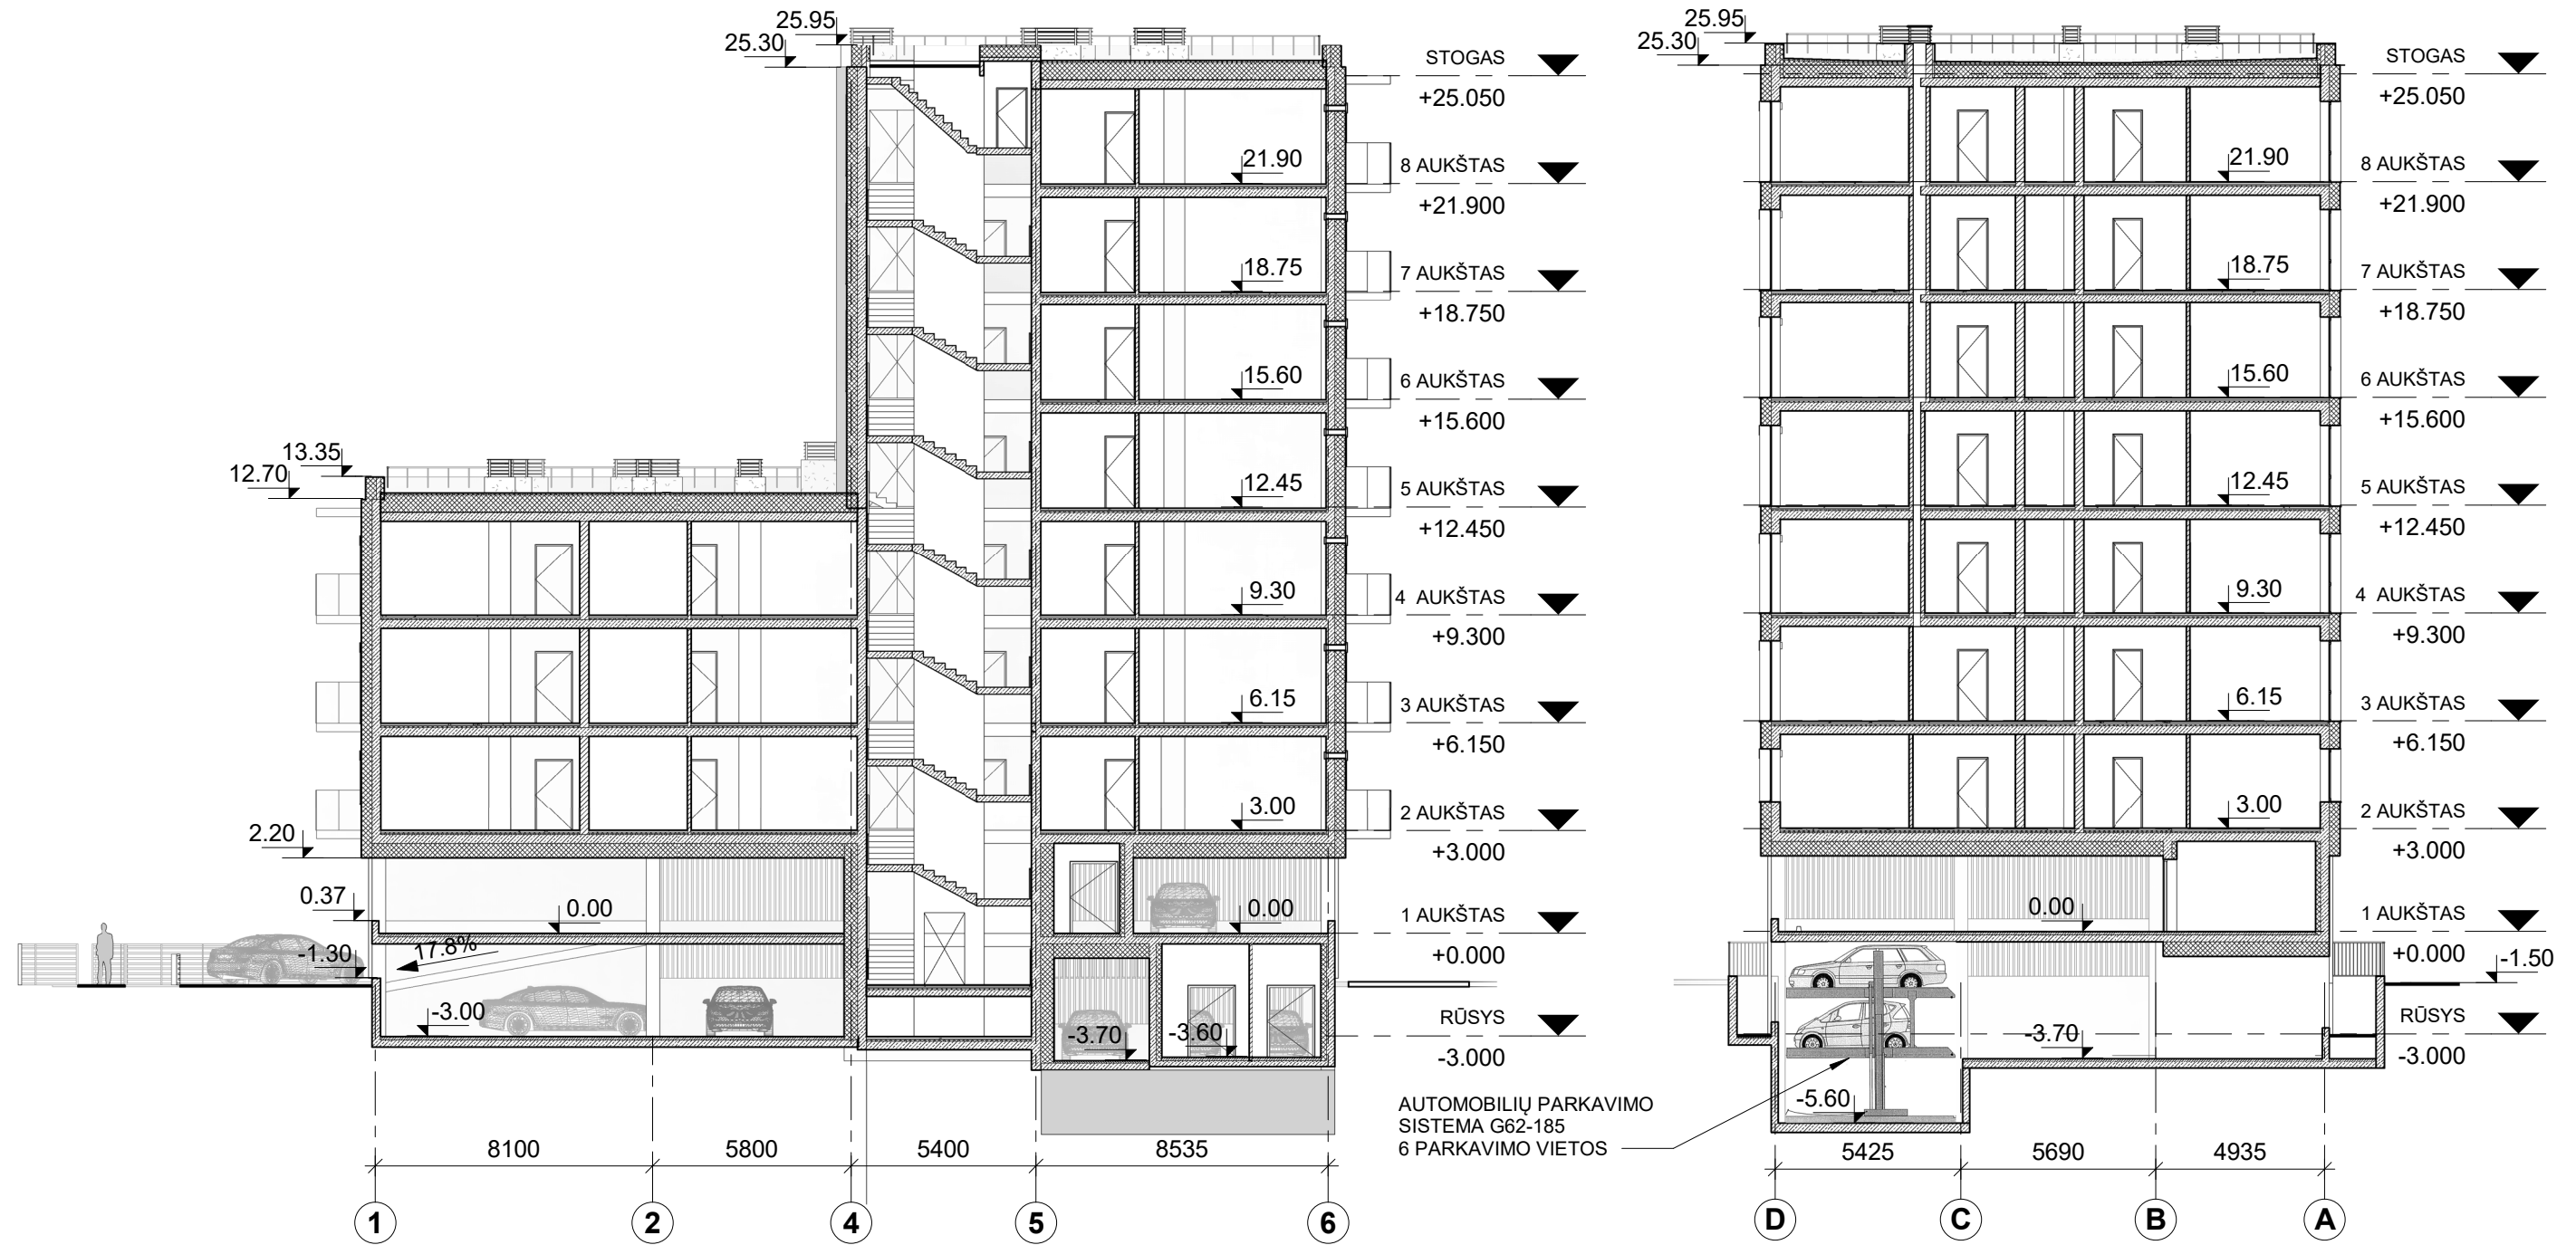 25.95
25.30
13.35
12.70
2.20
0.37
-1.30
17.8%
0.00
-3.00
21.90
18.75
15.60
12.45
9.30
6.15
3.00
0.00
-3.70
-3.60
STOGAS
+25.050
8 AUKŠTAS
+21.900
7 AUKŠTAS
+18.750
6 AUKŠTAS
+15.600
5 AUKŠTAS
+12.450
4 AUKŠTAS
+9.300
3 AUKŠTAS
+6.150
2 AUKŠTAS
+3.000
1 AUKŠTAS
+0.000
RŪSYS
-3.000
8100
5800
5400
8535
1
2
4
5
6
AUTOMOBILIŲ PARKAVIMO
SISTEMA G62-185
6 PARKAVIMO VIETOS
25.95
25.30
21.90
18.75
15.60
12.45
9.30
6.15
3.00
0.00
-3.70
-5.60
STOGAS
+25.050
8 AUKŠTAS
+21.900
7 AUKŠTAS
+18.750
6 AUKŠTAS
+15.600
5 AUKŠTAS
+12.450
4 AUKŠTAS
+9.300
3 AUKŠTAS
+6.150
2 AUKŠTAS
+3.000
1 AUKŠTAS
+0.000
-1.50
RŪSYS
-3.000
5425
5690
4935
D
C
B
A